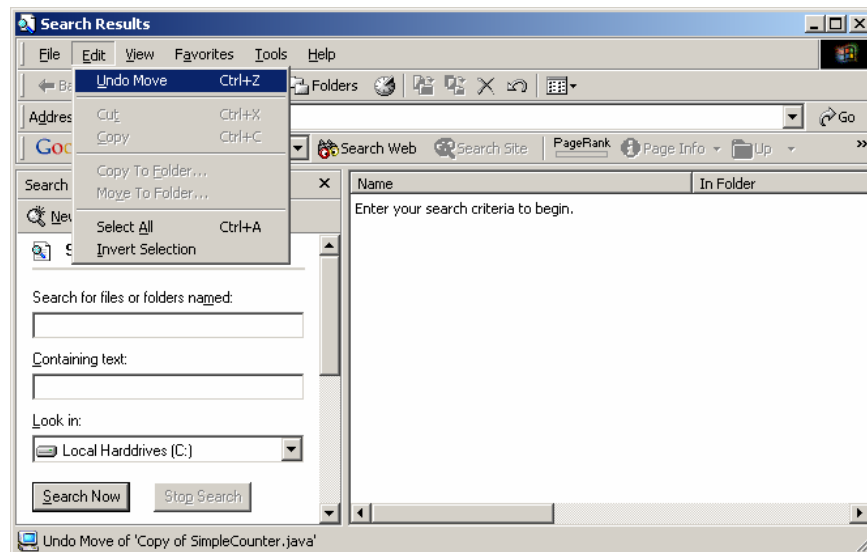 Search Results
File Edit View Favorites Tools Help
Undo Move Ctrl+Z
Folders
Cut Ctrl+X
Go
Copy Ctrl+C
Search Web Search Site PageRank Page Info Up »
Copy To Folder...
Move To Folder...
Search
Name In Folder
Select All Ctrl+A
Enter your search criteria to begin.
Invert Selection
Search for files or folders named:
Containing text:
Look in:
Local Harddrives (C:)
Search Now Stop Search
Undo Move of 'Copy of SimpleCounter.java'